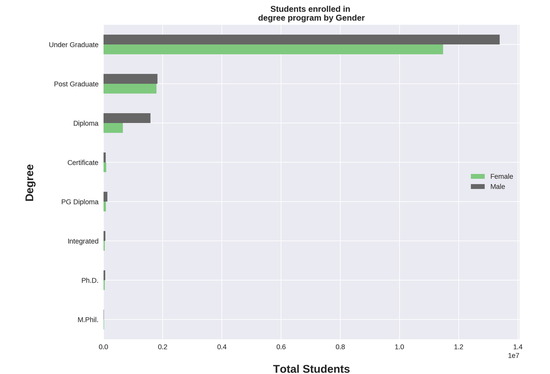 Students enrolled in
degree program by Gender
Under Graduate
Post Graduate
Diploma
Certificate
PG Diploma
Integrated
Ph.D.
M.Phil.
Degree
Female
Male
0.0 0.2 0.4 0.6 0.8 1.0 1.2 1.4
1e7
Total Students